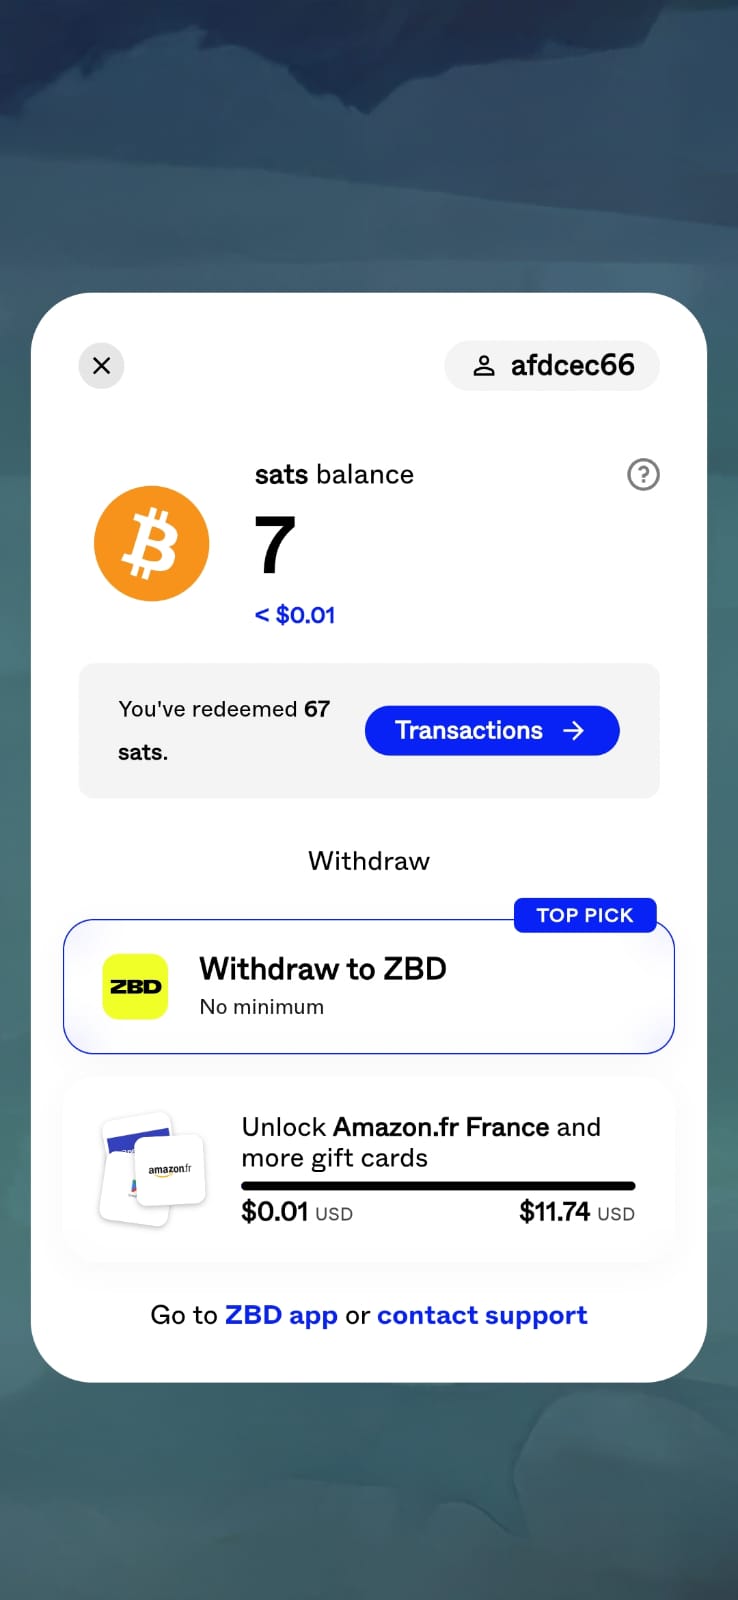 afdcec66
sats balance
7
< $0.01
You've redeemed 67
sats.
Transactions →
Withdraw
TOP PICK
ZBD
Withdraw to ZBD
No minimum
Unlock Amazon.fr France and
more gift cards
amazon.fr
$0.01 USD
$11.74 USD
Go to ZBD app or contact support